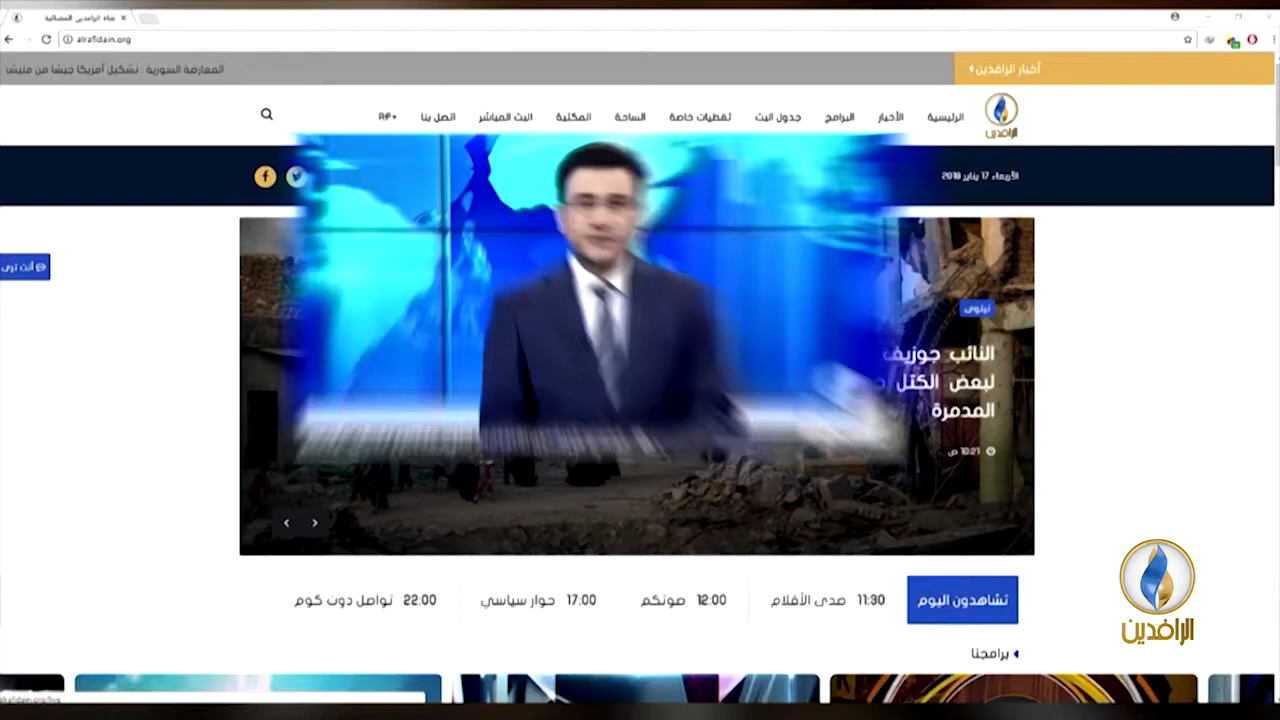 قناة الرافدين الفضائية
alrafidain.org
أخبار الرافدين
المعارضة السورية : تشكيل أمريكا جيشا من
الرافدين
الرئيسية
الأخبار
البرامج
جدول البث
تغطيات خاصة
الساحة
المكتبة
البث المباشر
اتصل بنا
الأربعاء 17 يناير 2018
أنت ترى
نينوى
النائب جوزيف
لبعض الكتل
المدمرة
10:21 ص
تشاهدون اليوم
11:30 صدى الأقلام
12:00 صوتكم
17:00 حوار سياسي
22:00 تواصل دوت كوم
الرافدين
برامجنا